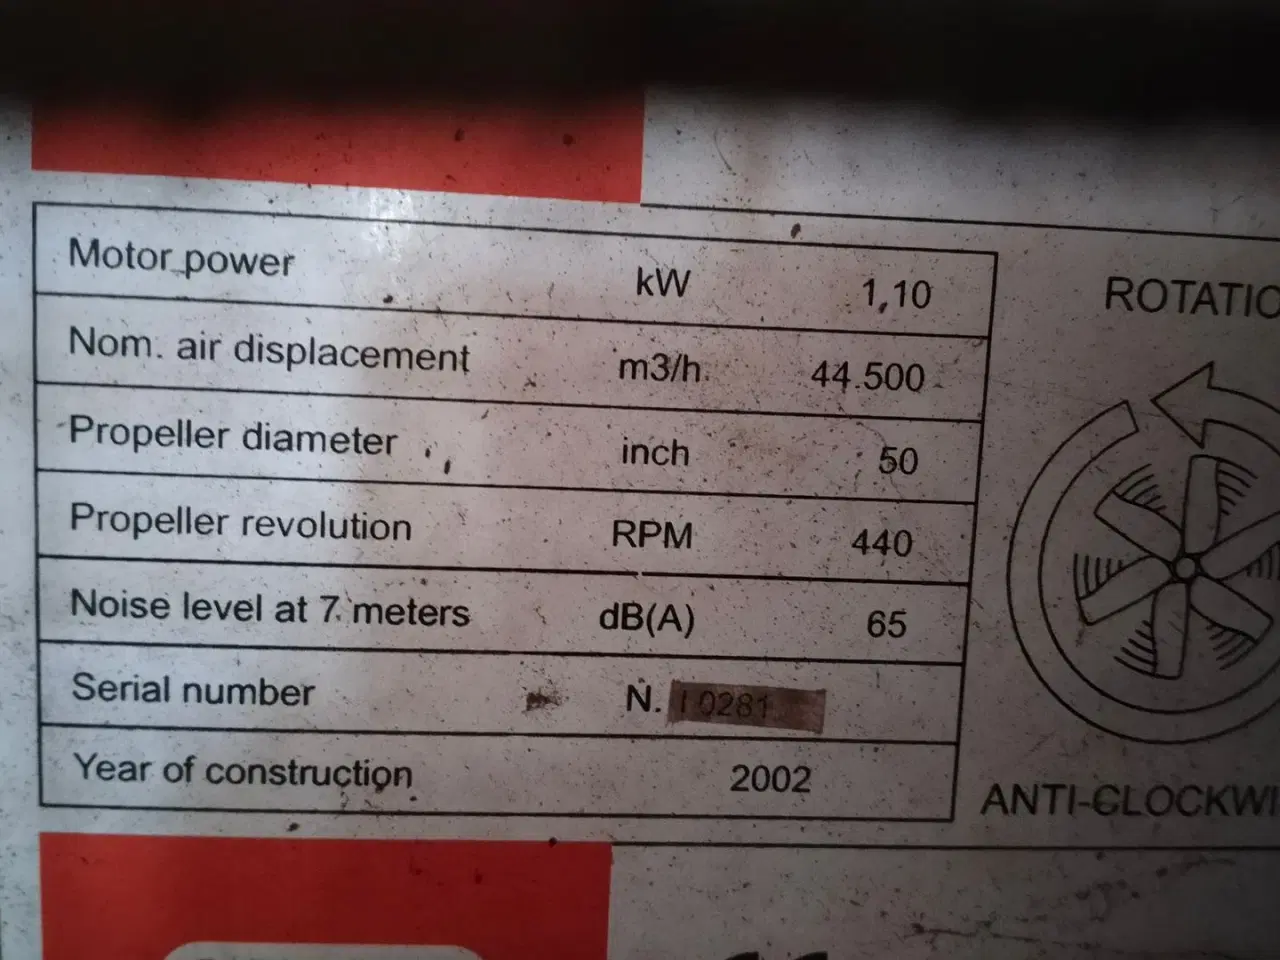 Motor power kW 1,10
Nom. air displacement m3/h 44.500
Propeller diameter inch 50
Propeller revolution RPM 440
Noise level at 7 meters dB(A) 65
Serial number N. 10281
Year of construction 2002
ROTATIO
ANTI-CLOCKWI